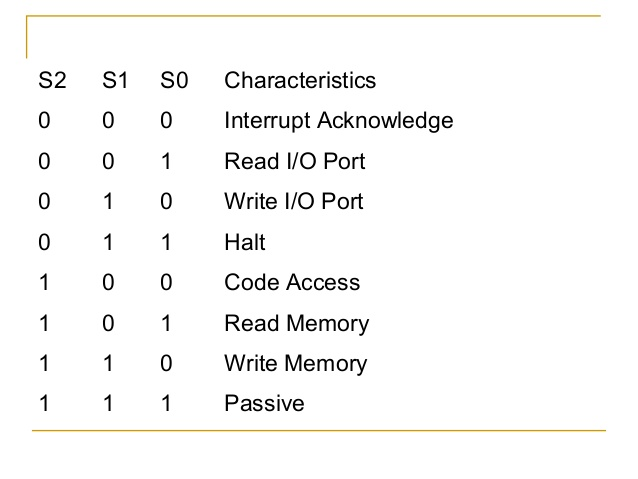 S2 S1 S0 Characteristics
0 0 0 Interrupt Acknowledge
0 0 1 Read I/O Port
0 1 0 Write I/O Port
0 1 1 Halt
1 0 0 Code Access
1 0 1 Read Memory
1 1 0 Write Memory
1 1 1 Passive